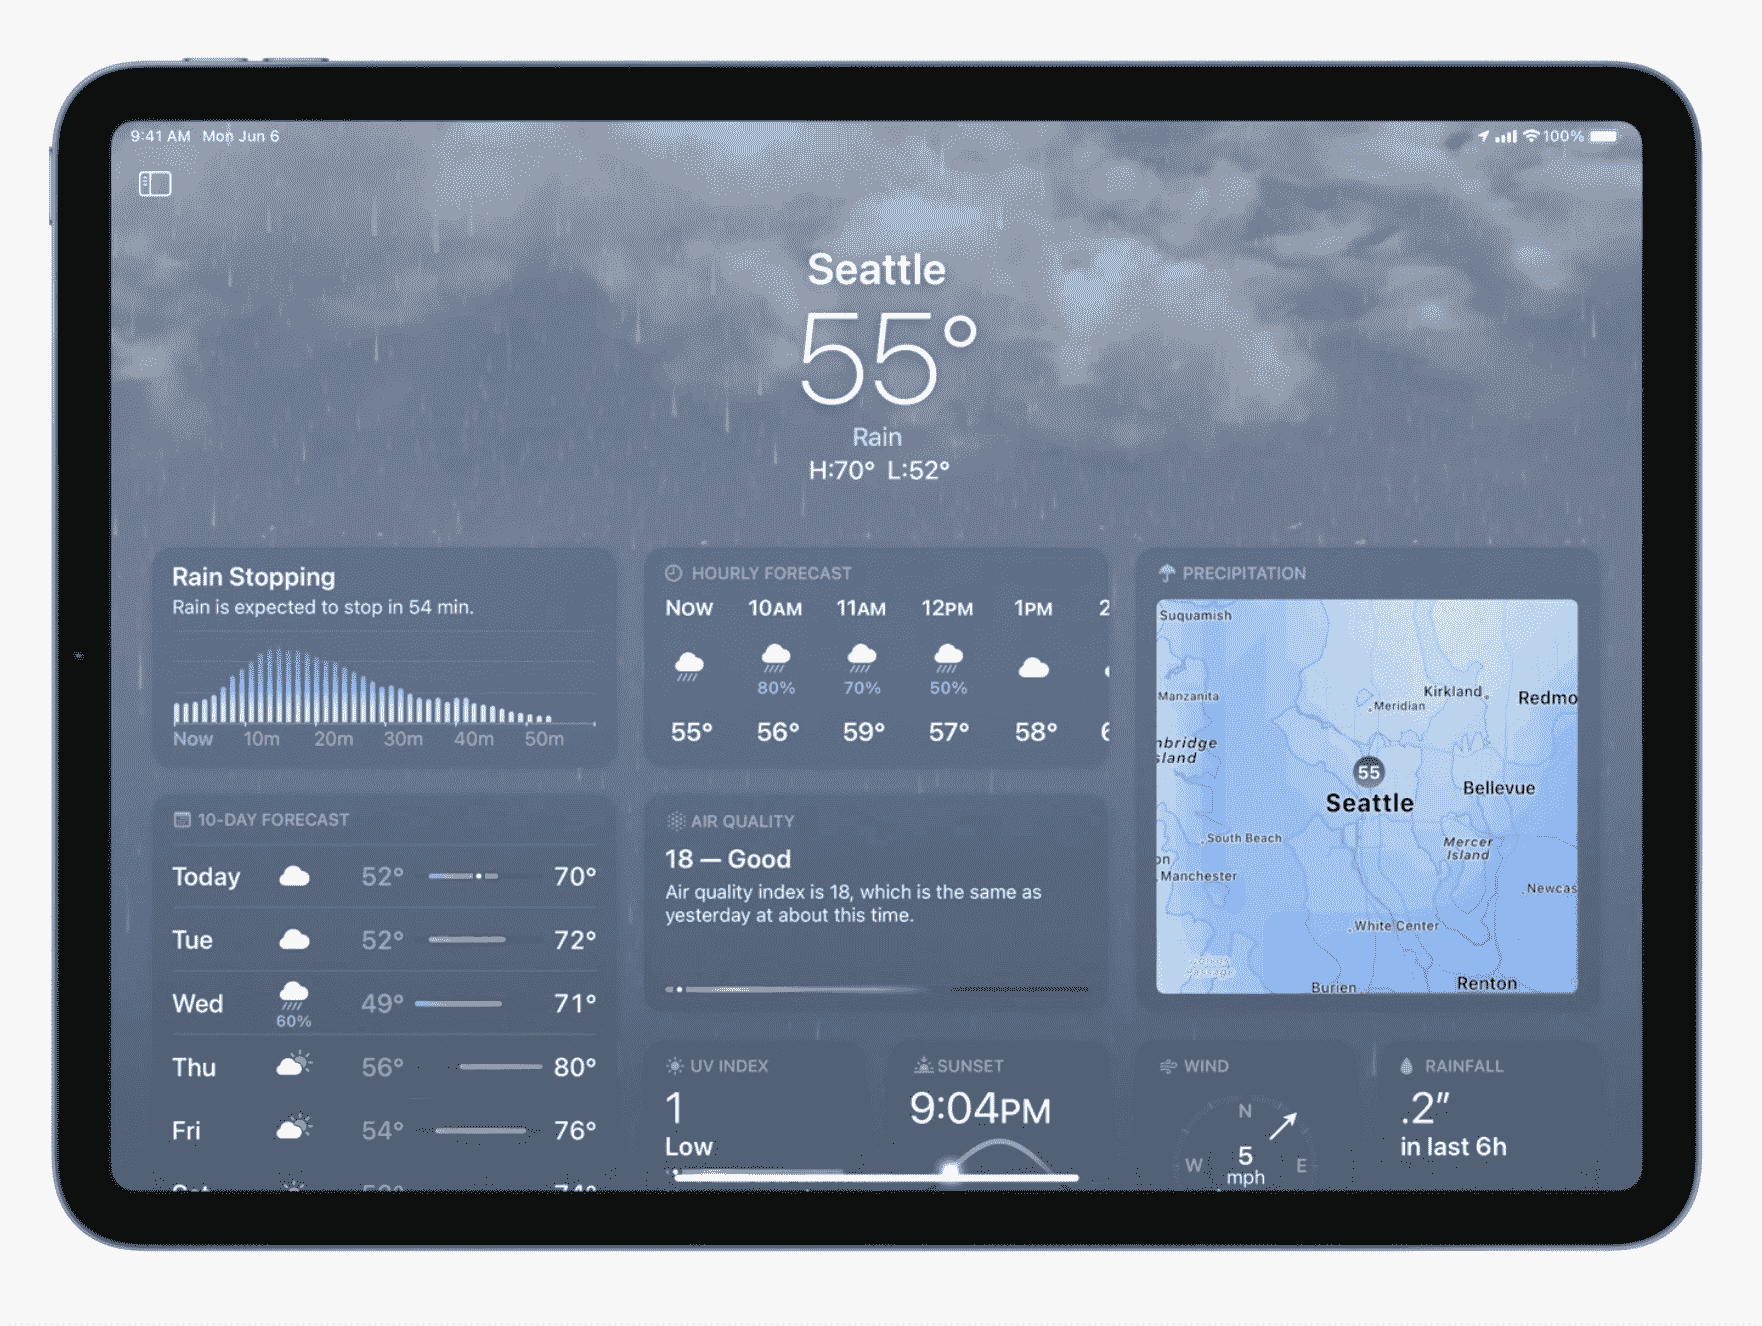 9:41 AM Mon Jun 6
100%
Seattle
55°
Rain
H:70° L:52°
Rain Stopping
Rain is expected to stop in 54 min.
Now 10m 20m 30m 40m 50m
HOURLY FORECAST
Now 10AM 11AM 12PM 1PM 2
80% 70% 50%
55° 56° 59° 57° 58° 6
PRECIPITATION
Suquamish
Kirkland
Redmo
Manzanita
Meridian
nbridge
sland
55
Seattle
Bellevue
South Beach
Mercer
Island
on
Manchester
Newcas
White Center
Passage
Burien
Renton
10-DAY FORECAST
Today 52° 70°
Tue 52° 72°
Wed 60% 49° 71°
Thu 56° 80°
Fri 54° 76°
AIR QUALITY
18 — Good
Air quality index is 18, which is the same as
yesterday at about this time.
UV INDEX
1
Low
SUNSET
9:04PM
WIND
N
W E
5
mph
RAINFALL
.2″
in last 6h